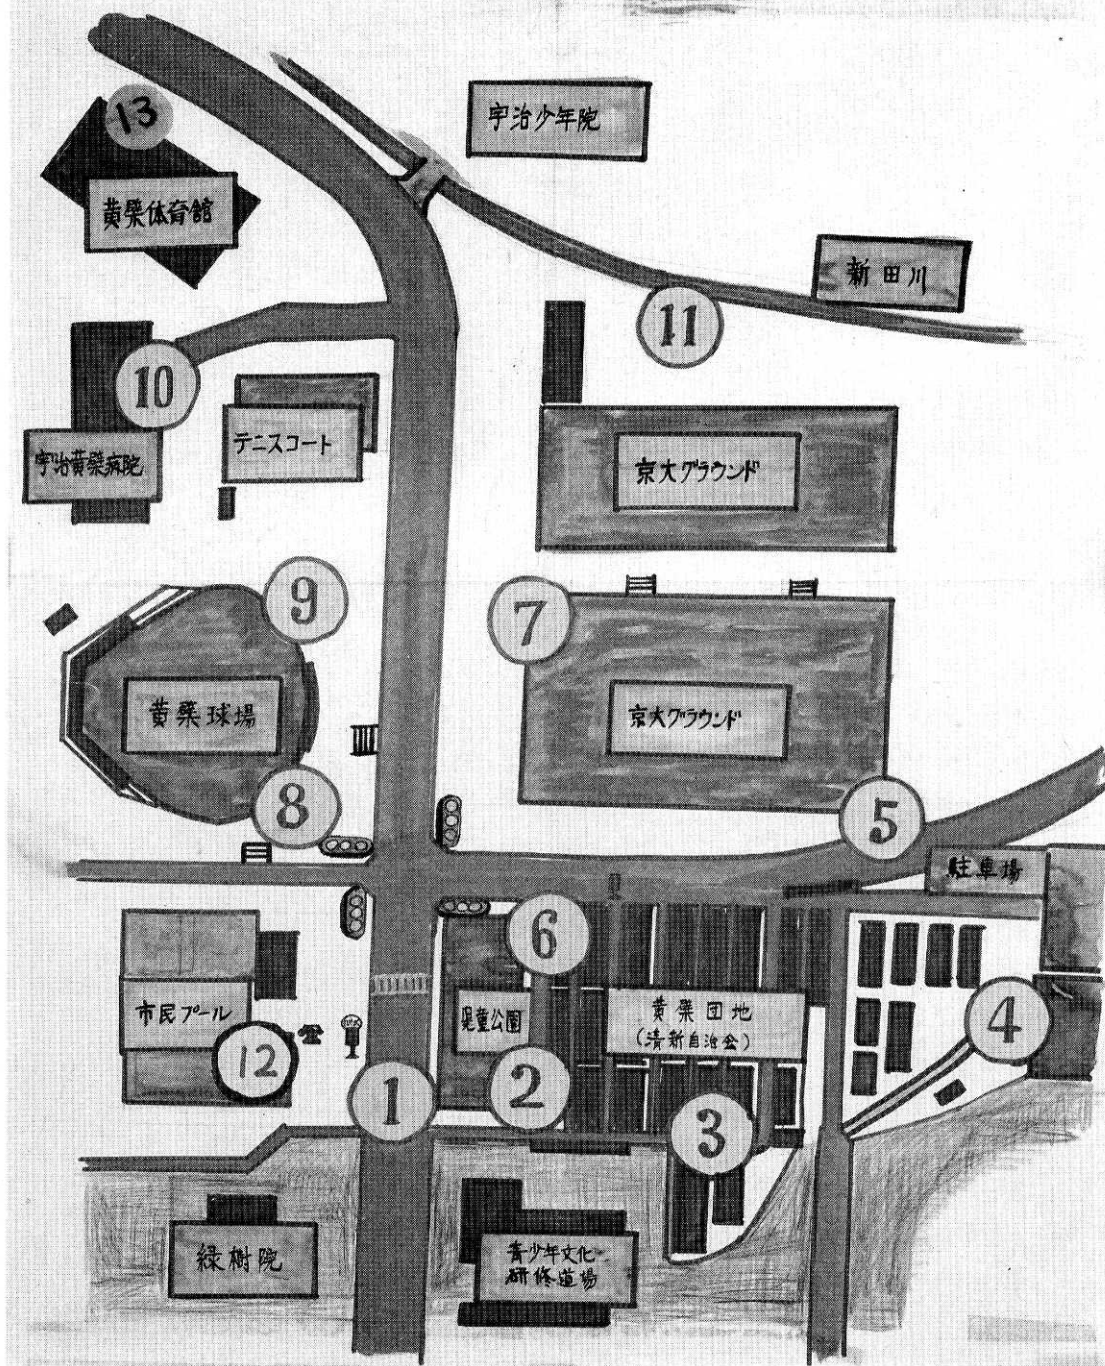 宇治少年院
13
黄檗体育館
新田川
11
10
宇治黄檗病院
テニスコート
京大グラウンド
9
7
黄檗球場
京大グラウンド
8
5
駐車場
6
市民プール
児童公園
黄檗団地
(清新自治会)
4
12
1
2
3
緑樹院
青少年文化
研修道場